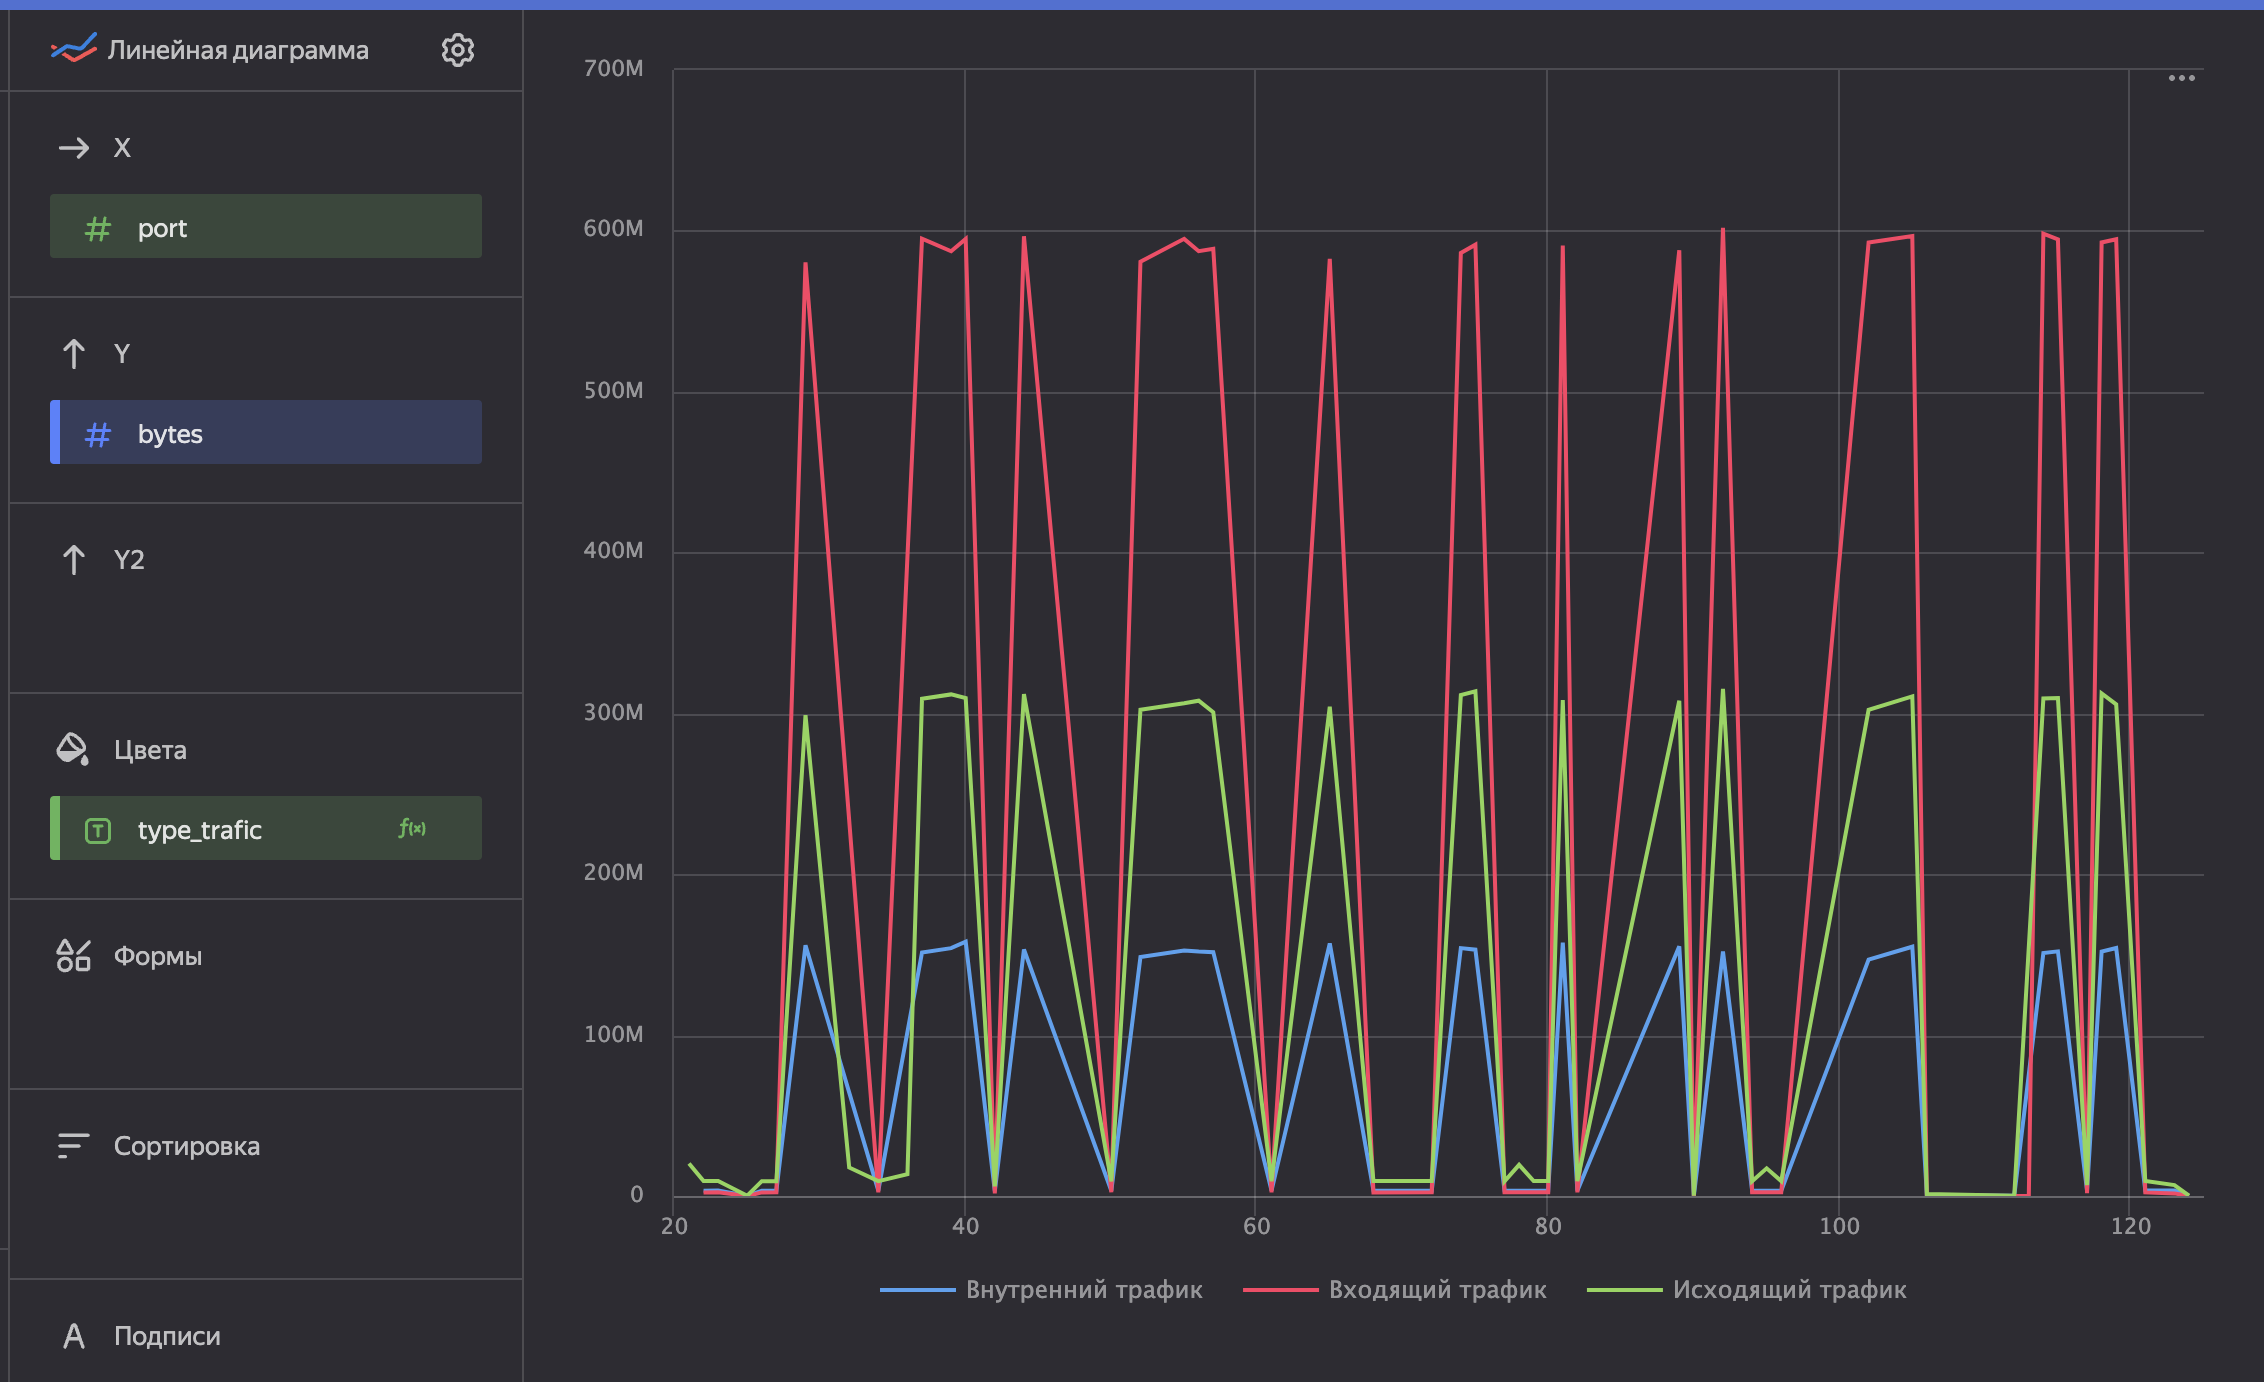 Линейная диаграмма
X
# port
Y
# bytes
Y2
Цвета
T type_trafic f(x)
Формы
Сортировка
A Подписи
700M
600M
500M
400M
300M
200M
100M
0
20 40 60 80 100 120
Внутренний трафик Входящий трафик Исходящий трафик